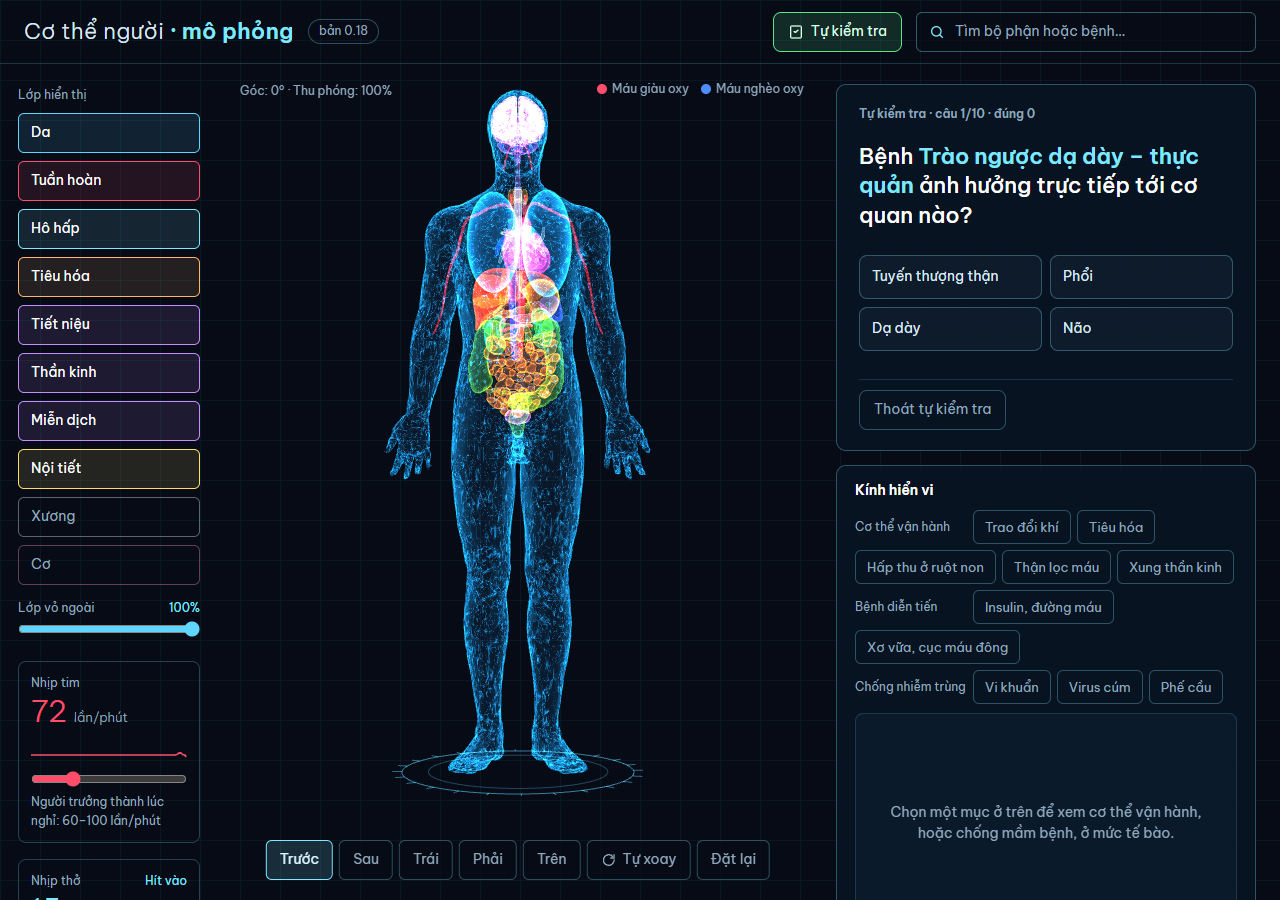 Cơ thể người · mô phỏng
bản 0.18
Tự kiểm tra
Tìm bộ phận hoặc bệnh...
Lớp hiển thị
Da
Tuần hoàn
Hô hấp
Tiêu hóa
Tiết niệu
Thần kinh
Miễn dịch
Nội tiết
Xương
Cơ
Lớp vỏ ngoài 100%
Nhịp tim
72 lần/phút
Người trưởng thành lúc
nghỉ: 60–100 lần/phút
Nhịp thở Hít vào
Góc: 0° · Thu phóng: 100%
Máu giàu oxy
Máu nghèo oxy
Trước
Sau
Trái
Phải
Trên
Tự xoay
Đặt lại
Tự kiểm tra · câu 1/10 · đúng 0
Bệnh Trào ngược dạ dày – thực
quản ảnh hưởng trực tiếp tới cơ
quan nào?
Tuyến thượng thận
Phổi
Dạ dày
Não
Thoát tự kiểm tra
Kính hiển vi
Cơ thể vận hành
Trao đổi khí
Tiêu hóa
Hấp thu ở ruột non
Thận lọc máu
Xung thần kinh
Bệnh diễn tiến
Insulin, đường máu
Xơ vữa, cục máu đông
Chống nhiễm trùng
Vi khuẩn
Virus cúm
Phế cầu
Chọn một mục ở trên để xem cơ thể vận hành,
hoặc chống mầm bệnh, ở mức tế bào.